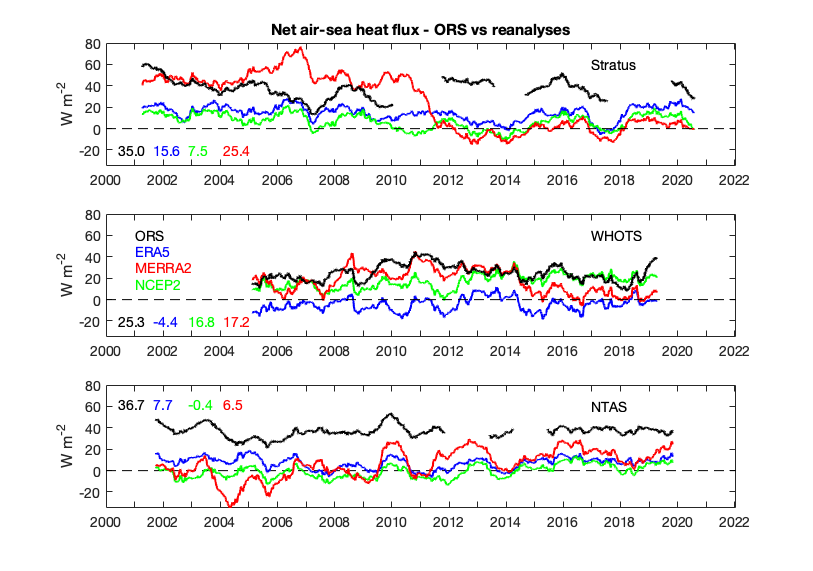 Net air-sea heat flux - ORS vs reanalyses
80
60
40
20
0
-20
W m-2
Stratus
35.0 15.6 7.5 25.4
2000 2002 2004 2006 2008 2010 2012 2014 2016 2018 2020 2022
80
60
40
20
0
-20
W m-2
ORS
ERA5
MERRA2
NCEP2
WHOTS
25.3 -4.4 16.8 17.2
2000 2002 2004 2006 2008 2010 2012 2014 2016 2018 2020 2022
80
60
40
20
0
-20
W m-2
36.7 7.7 -0.4 6.5
NTAS
2000 2002 2004 2006 2008 2010 2012 2014 2016 2018 2020 2022